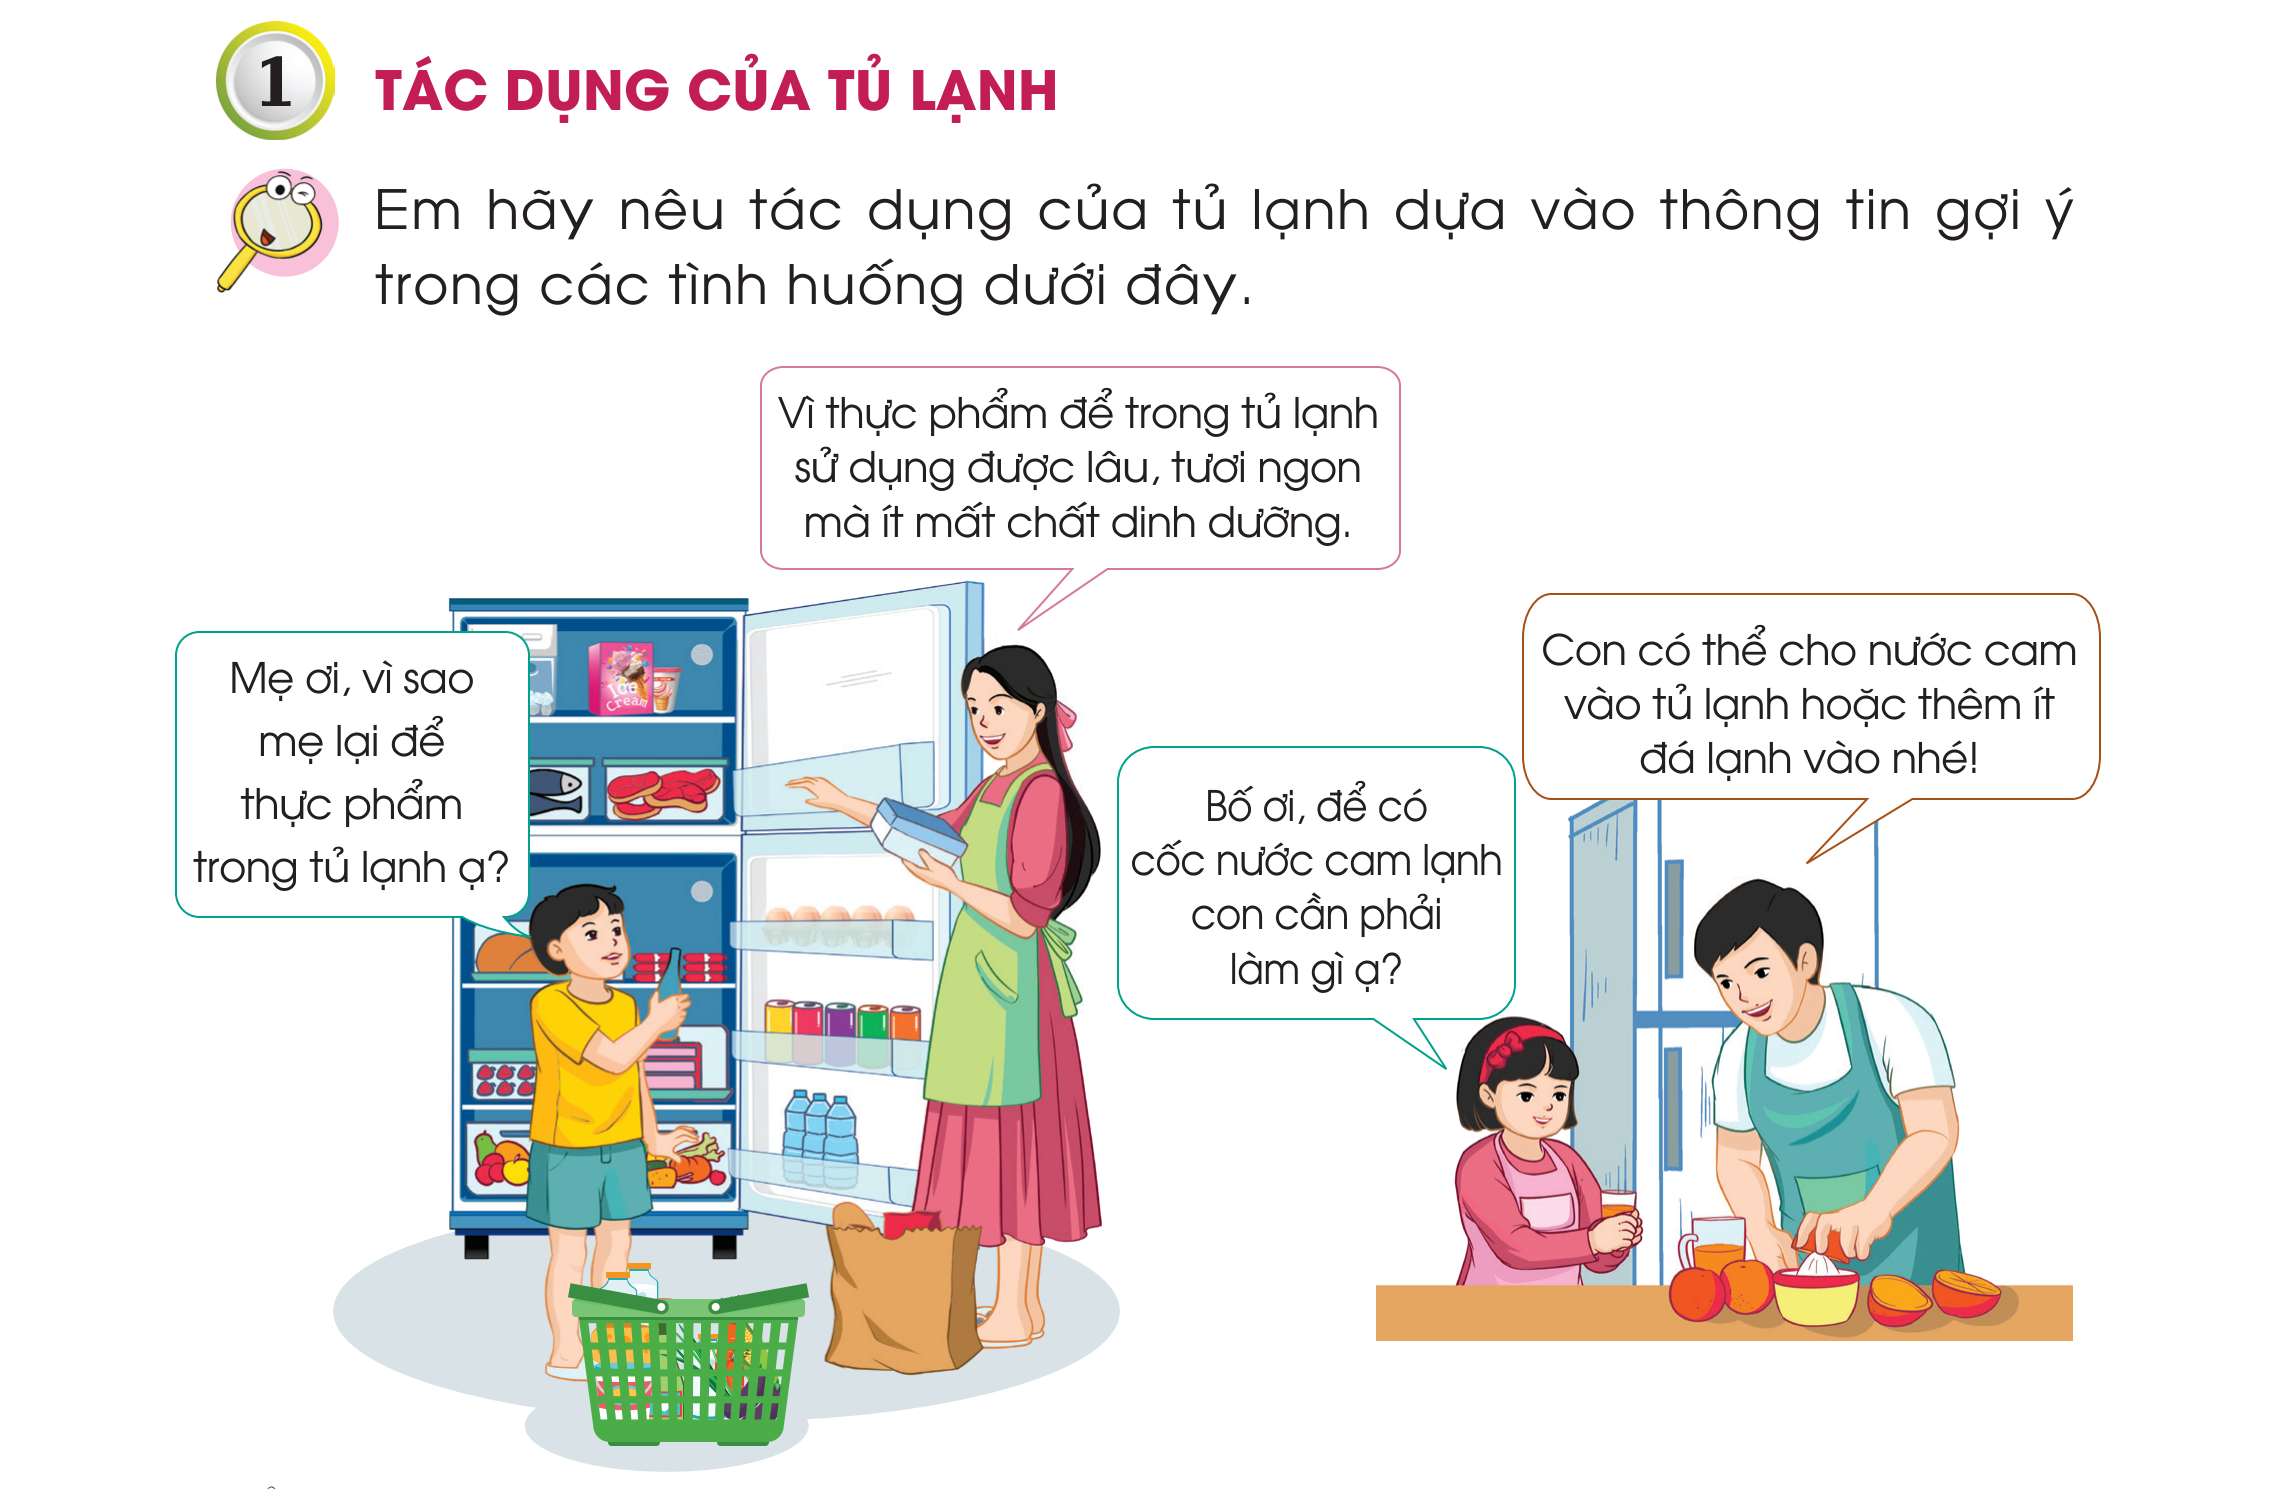 1
TÁC DỤNG CỦA TỦ LẠNH
Em hãy nêu tác dụng của tủ lạnh dựa vào thông tin gợi ý
trong các tình huống dưới đây.
Vì thực phẩm để trong tủ lạnh
sử dụng được lâu, tươi ngon
mà ít mất chất dinh dưỡng.
Mẹ ơi, vì sao
mẹ lại để
thực phẩm
trong tủ lạnh ạ?
Ice
Cream
Bố ơi, để có
cốc nước cam lạnh
con cần phải
làm gì ạ?
Con có thể cho nước cam
vào tủ lạnh hoặc thêm ít
đá lạnh vào nhé!